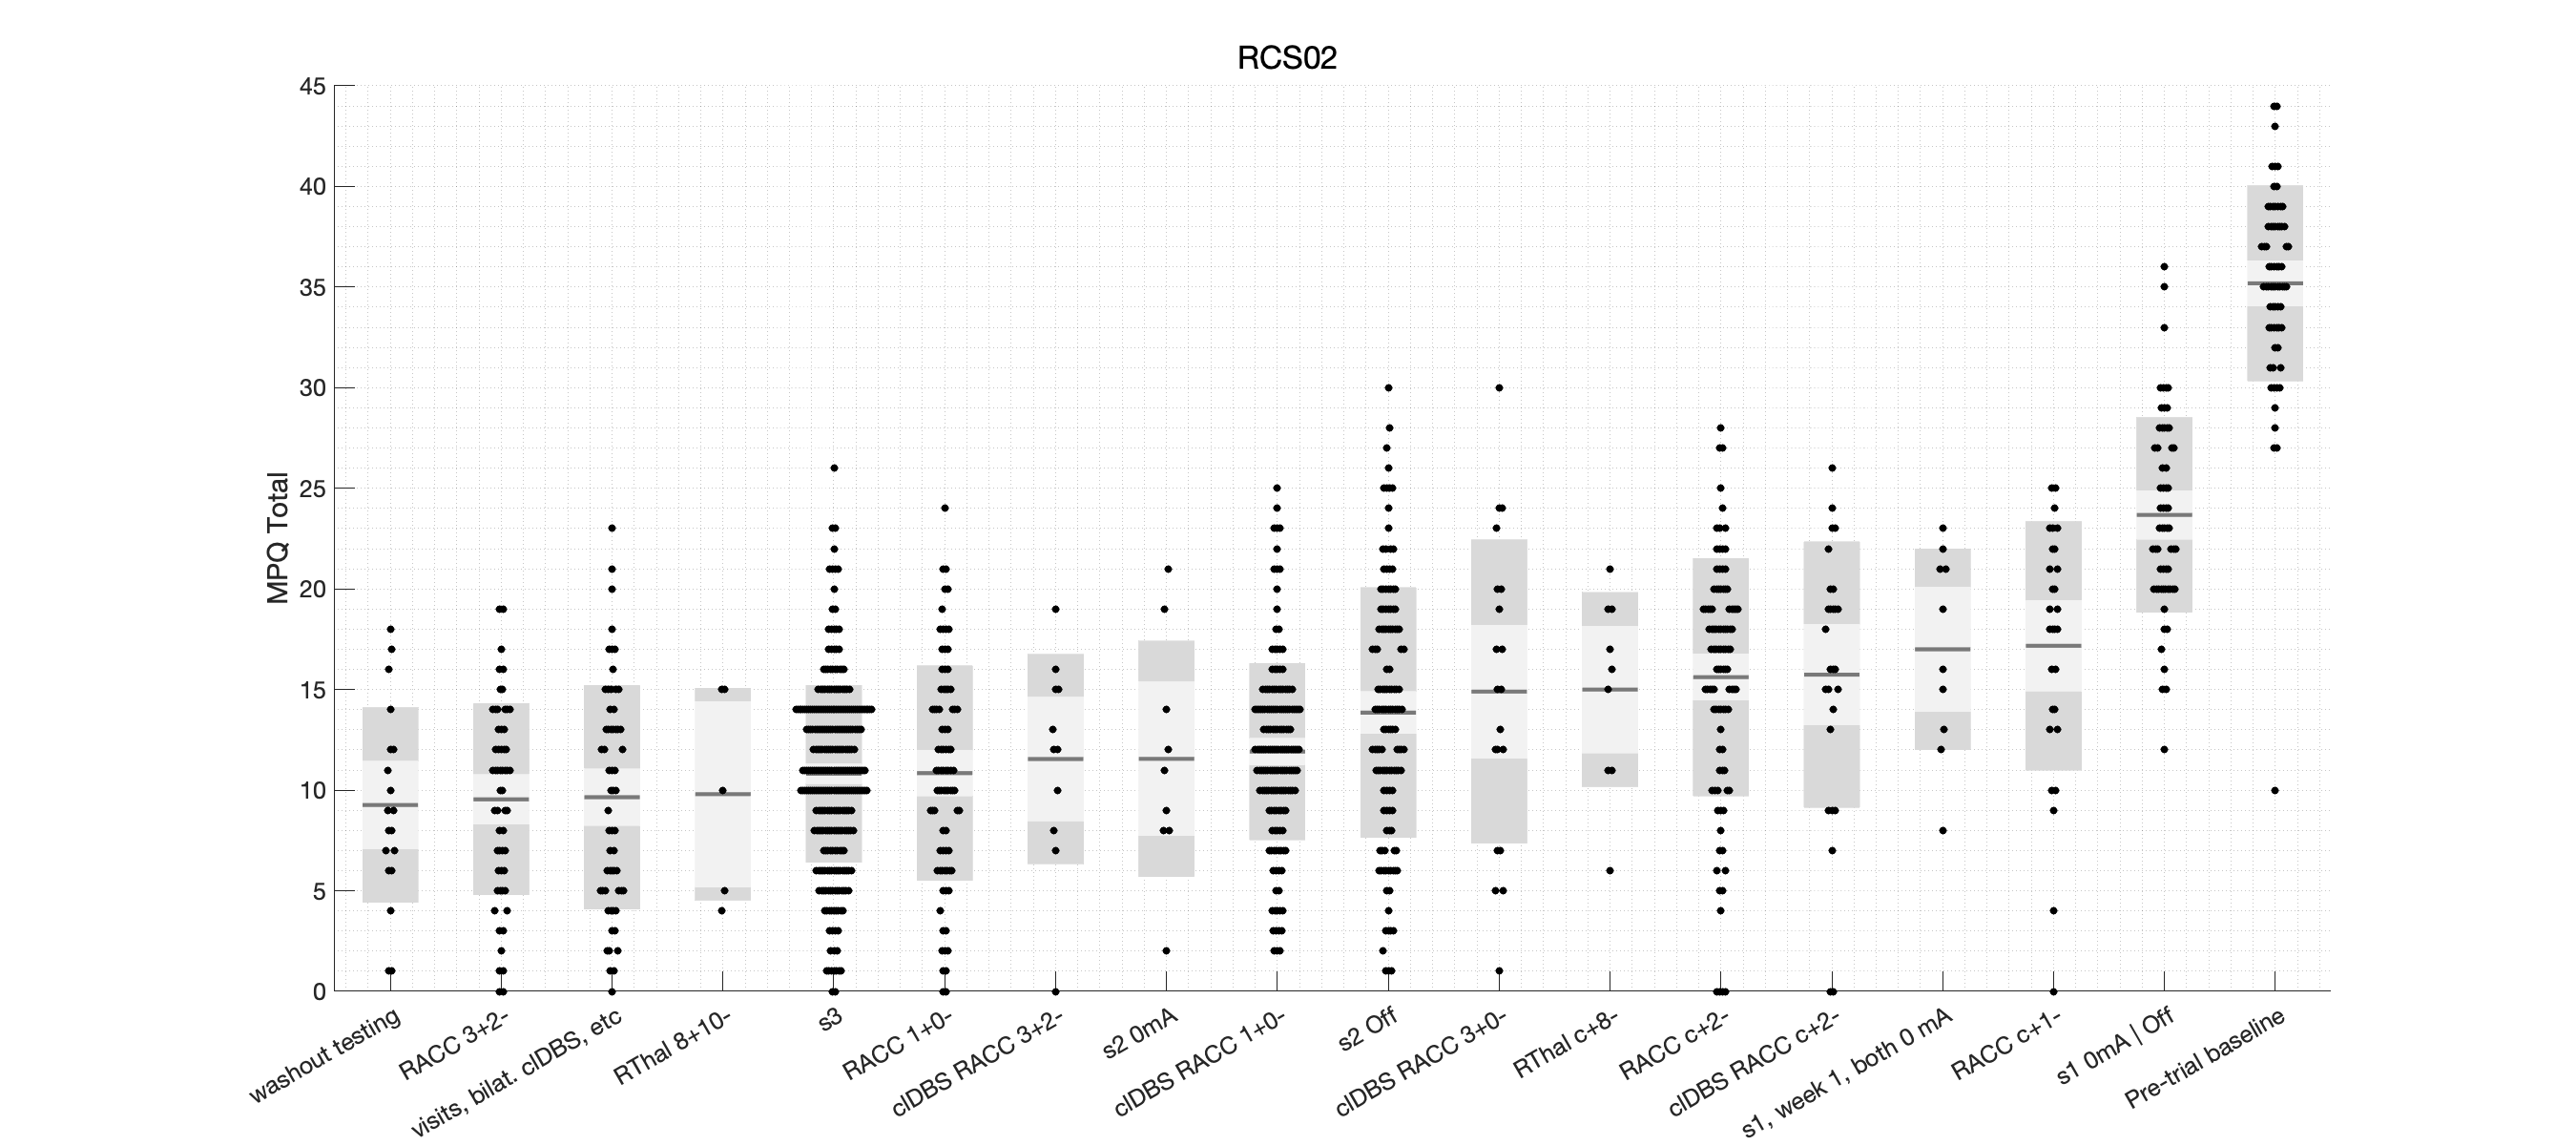 RCS02
MPQ Total
45
40
35
30
25
20
15
10
5
0
washout testing
RACC 3+2-
visits, bilat. clDBS, etc
RThal 8+10-
s3
RACC 1+0-
clDBS RACC 3+2-
s2 0mA
clDBS RACC 1+0-
s2 Off
clDBS RACC 3+0-
RThal c+8-
RACC c+2-
clDBS RACC c+2-
s1, week 1, both 0 mA
RACC c+1-
s1 0mA | Off
Pre-trial baseline